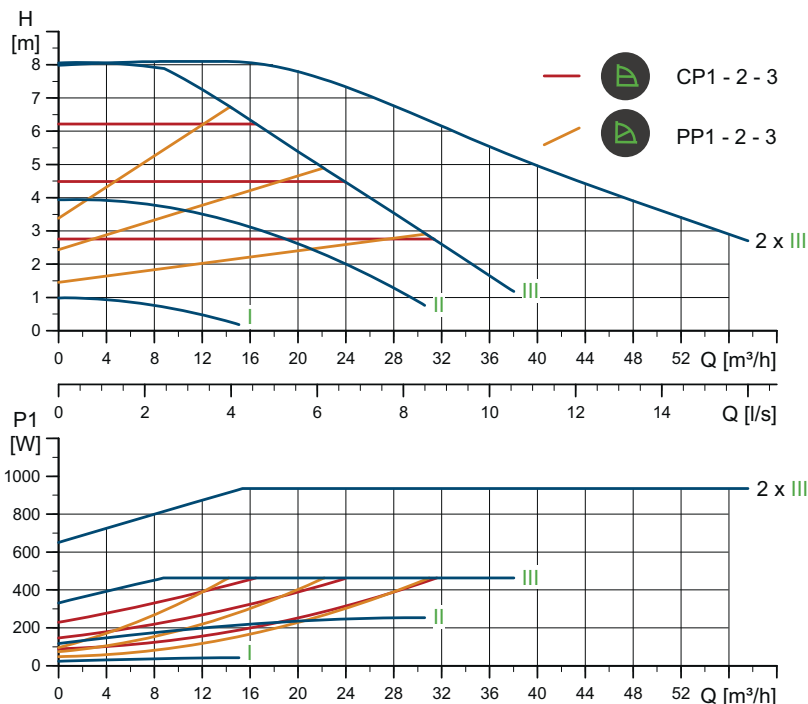 H
[m]
8
7
6
5
4
3
2
1
0
CP1 - 2 - 3
PP1 - 2 - 3
2 x III
III
II
I
0 4 8 12 16 20 24 28 32 36 40 44 48 52 Q [m³/h]
0 2 4 6 8 10 12 14 Q [l/s]
P1
[W]
1000
800
600
400
200
0
2 x III
III
II
I
0 4 8 12 16 20 24 28 32 36 40 44 48 52 Q [m³/h]